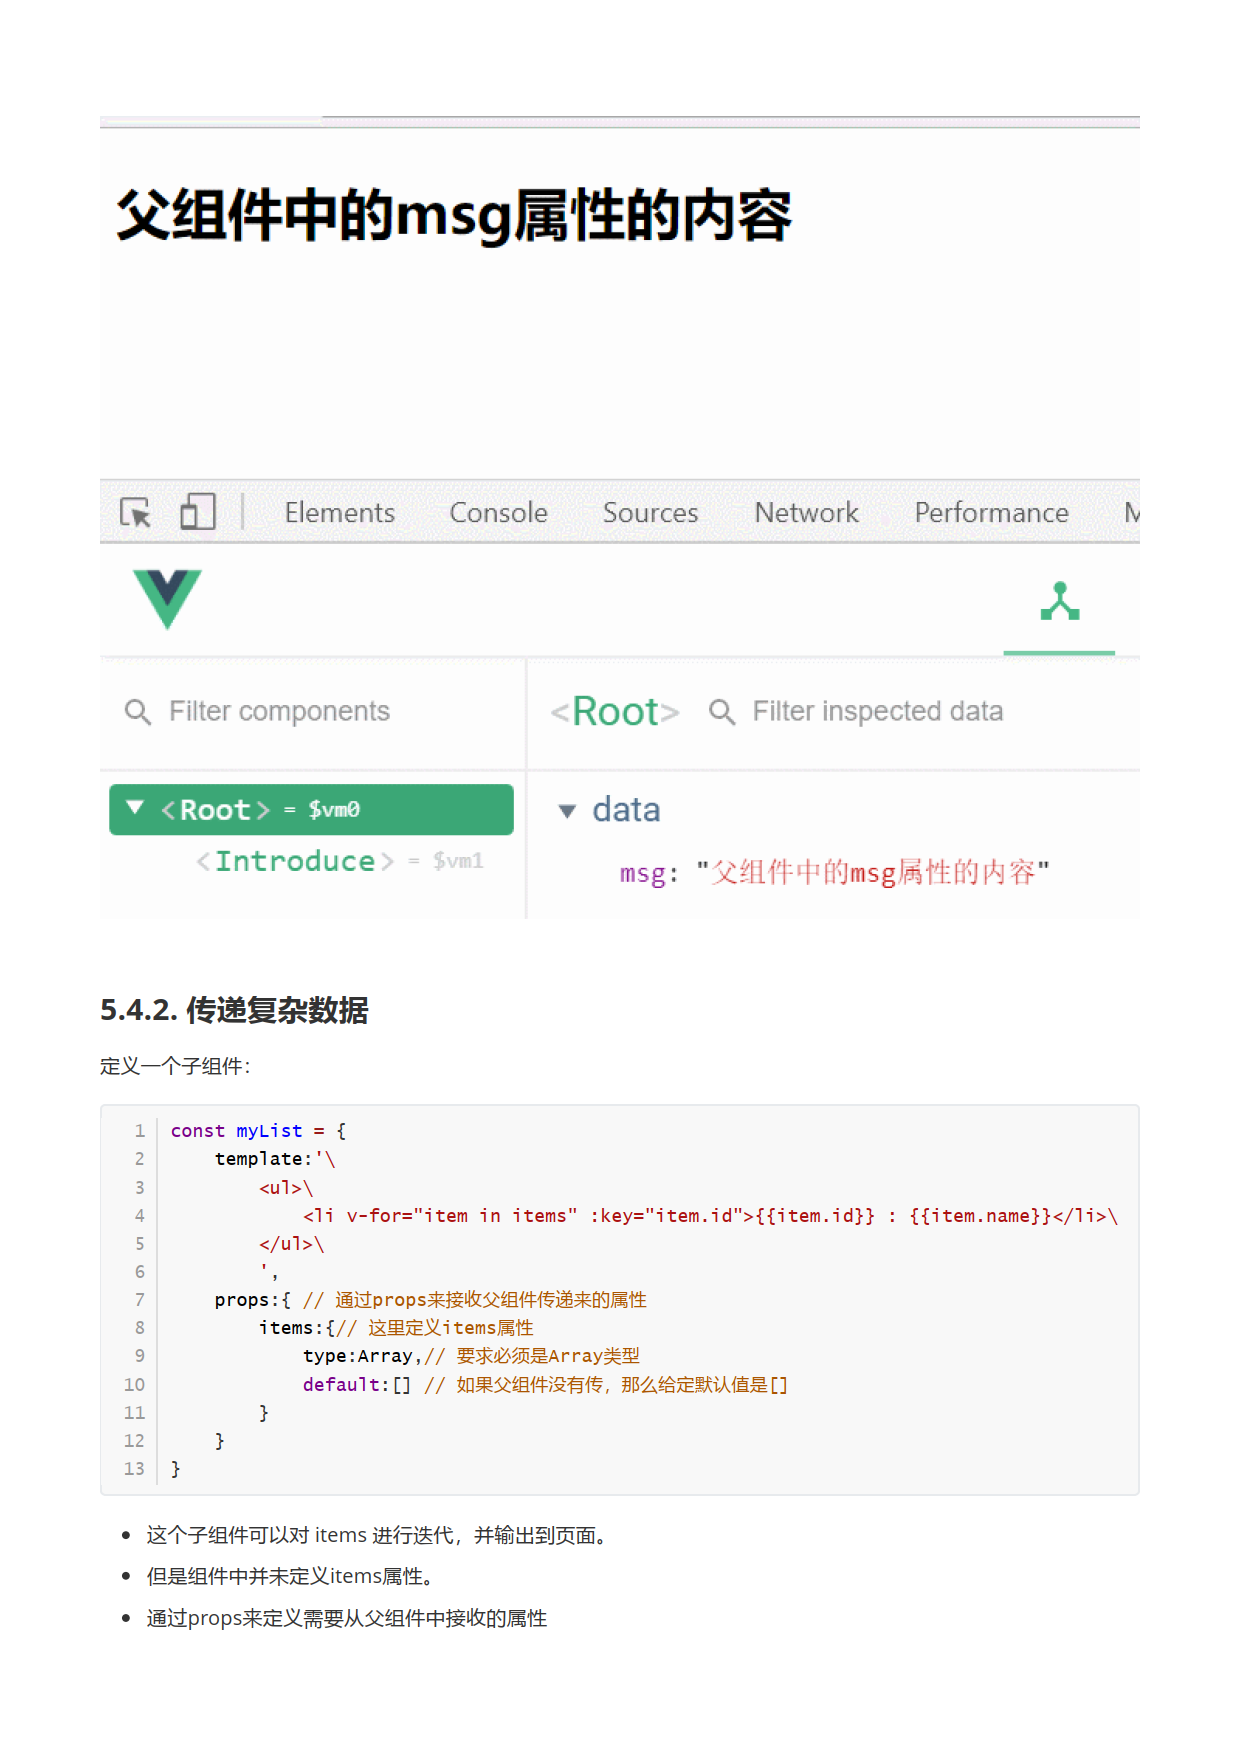 父组件中的msg属性的内容
Elements Console Sources Network Performance
Filter components <Root> Filter inspected data
<Root> = $vm0 data
<Introduce> = $vm1
msg: "父组件中的msg属性的内容"
5.4.2. 传递复杂数据
定义一个子组件：
1 const myList = {
2     template:'\
3         <ul>\
4             <li v-for="item in items" :key="item.id">{{item.id}} : {{item.name}}</li>\
5         </ul>\
6         ',
7     props:{ // 通过props来接收父组件传递来的属性
8         items:{// 这里定义items属性
9             type:Array,// 要求必须是Array类型
10             default:[] // 如果父组件没有传，那么给定默认值是[]
11         }
12     }
13 }
• 这个子组件可以对 items 进行迭代，并输出到页面。
• 但是组件中并未定义items属性。
• 通过props来定义需要从父组件中接收的属性